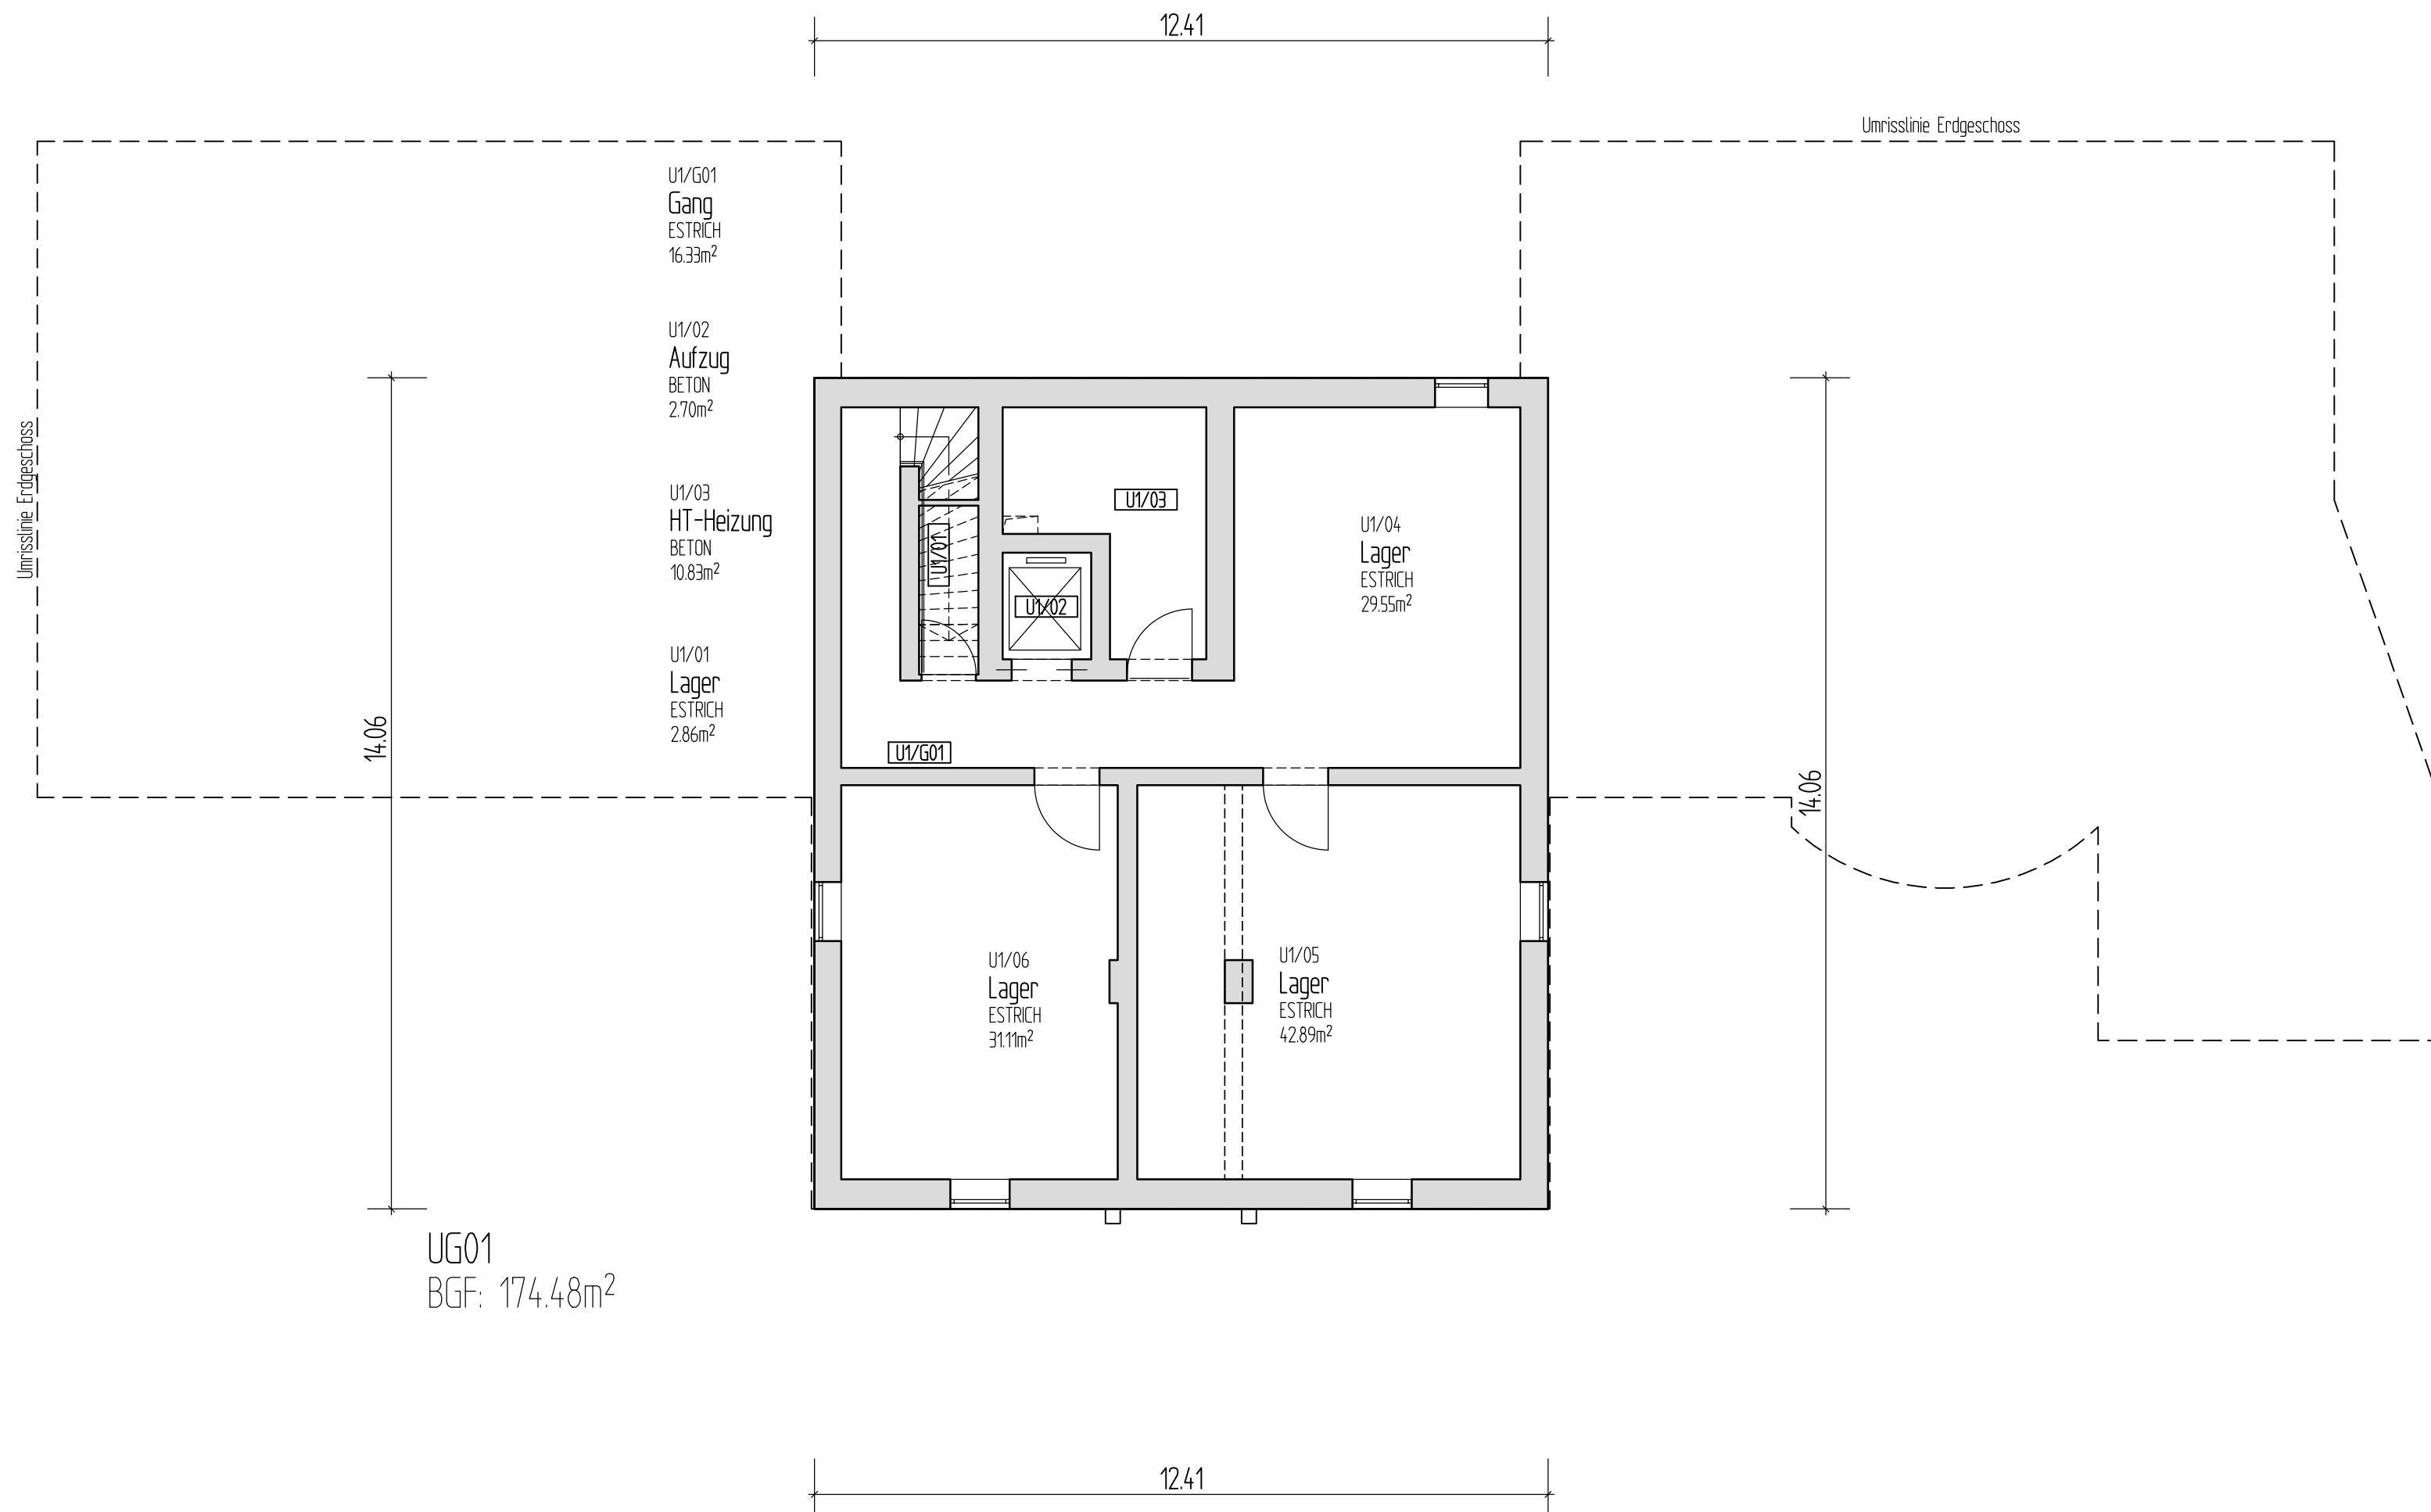 12.41
Umrisslinie Erdgeschoss
U1/G01
Gang
ESTRICH
16.33m²
U1/02
Aufzug
BETON
2.70m²
U1/03
HT-Heizung
BETON
10.83m²
U1/01
Lager
ESTRICH
2.86m²
Umrisslinie Erdgeschoss
14.06
U1/03
U1/01
U1/02
U1/04
Lager
ESTRICH
29.55m²
U1/G01
14.06
U1/06
Lager
ESTRICH
31.11m²
U1/05
Lager
ESTRICH
42.89m²
UG01
BGF: 174.48m²
12.41